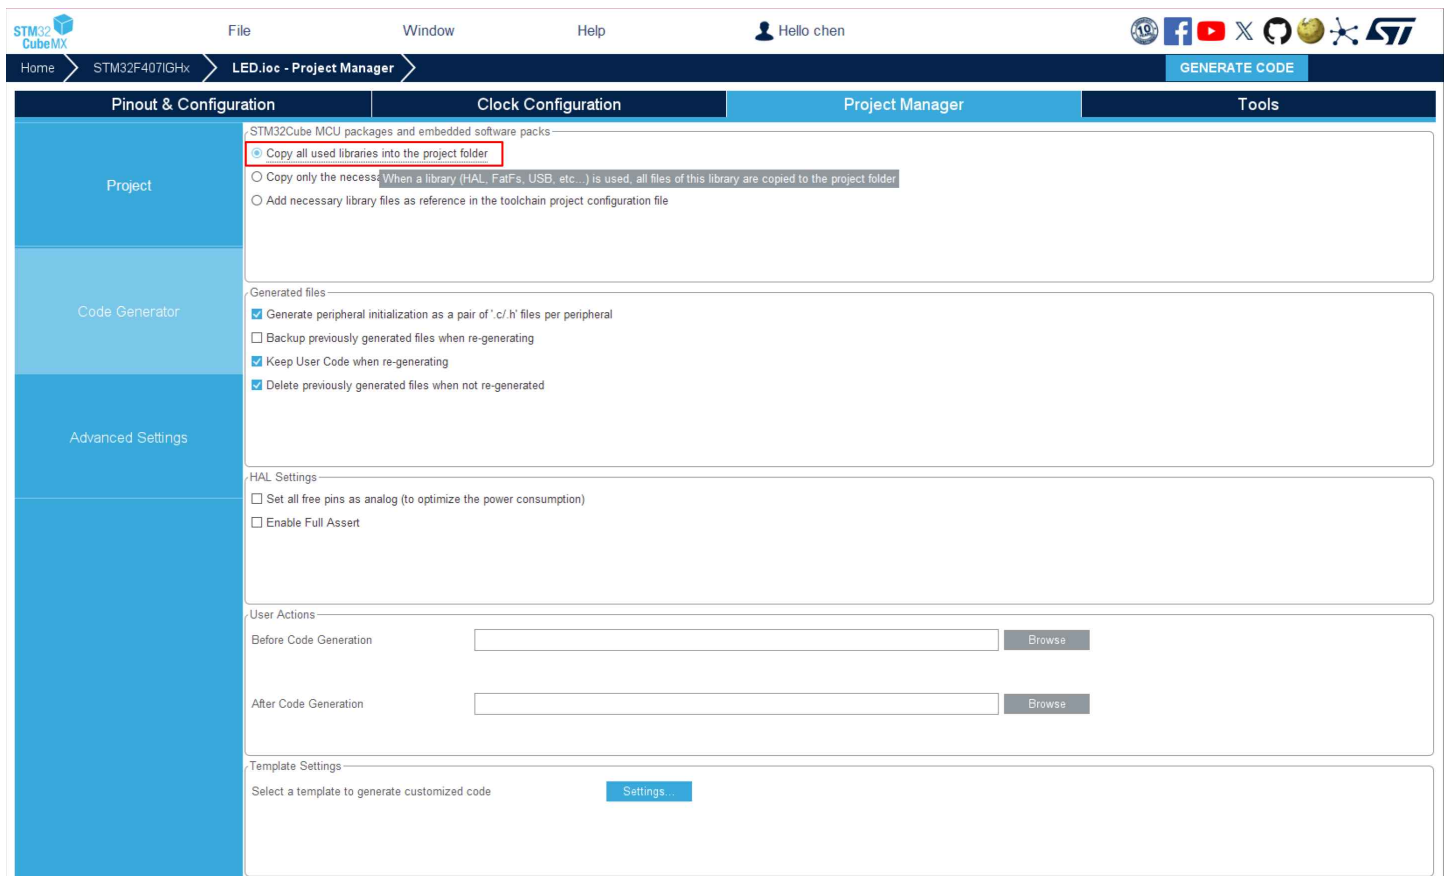 STM32
CubeMX
File
Window
Help
Hello chen
10
Home
STM32F407IGHx
LED.ioc - Project Manager
GENERATE CODE
Pinout & Configuration
Clock Configuration
Project Manager
Tools
Project
Code Generator
Advanced Settings
STM32Cube MCU packages and embedded software packs
Copy all used libraries into the project folder
Copy only the
When a library (HAL, FatFs, USB, etc...) is used, all files of this library are copied to the project folder
Add necessary library files as reference in the toolchain project configuration file
Generated files
Generate peripheral initialization as a pair of '.c/.h' files per peripheral
Backup previously generated files when re-generating
Keep User Code when re-generating
Delete previously generated files when not re-generated
HAL Settings
Set all free pins as analog (to optimize the power consumption)
Enable Full Assert
User Actions
Before Code Generation
Browse
After Code Generation
Browse
Template Settings
Select a template to generate customized code
Settings...